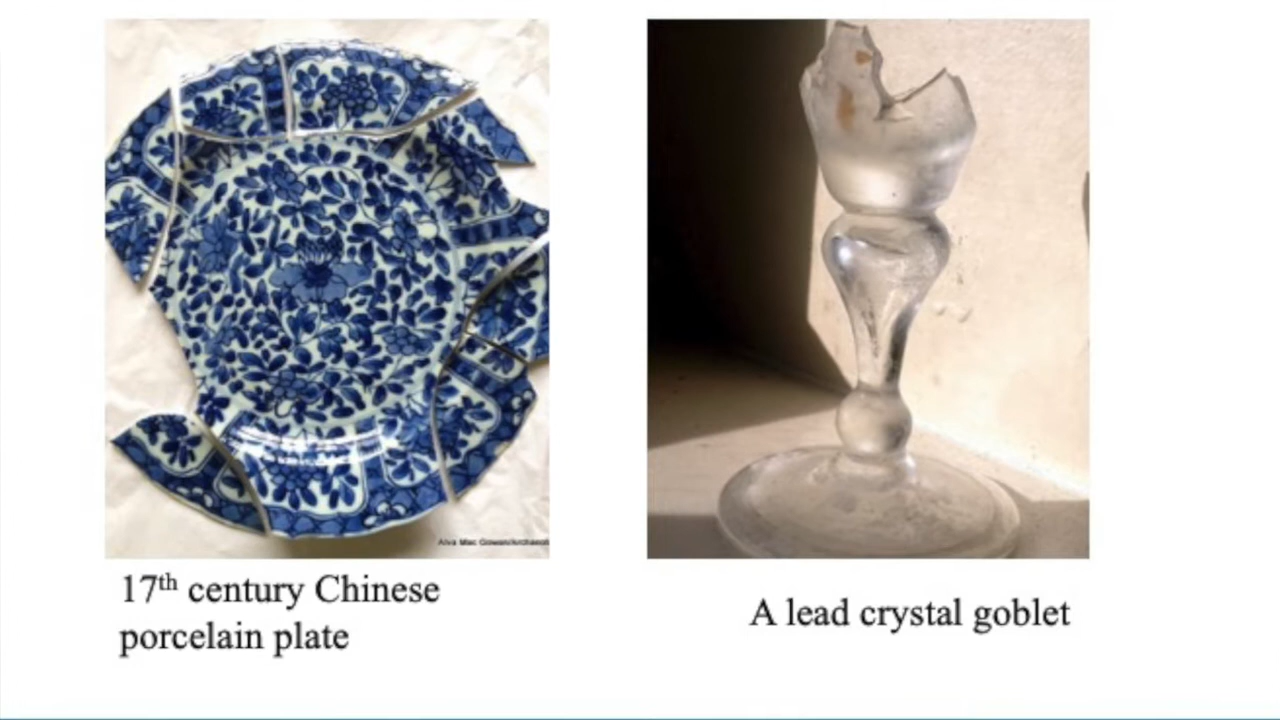 17th century Chinese
porcelain plate
A lead crystal goblet